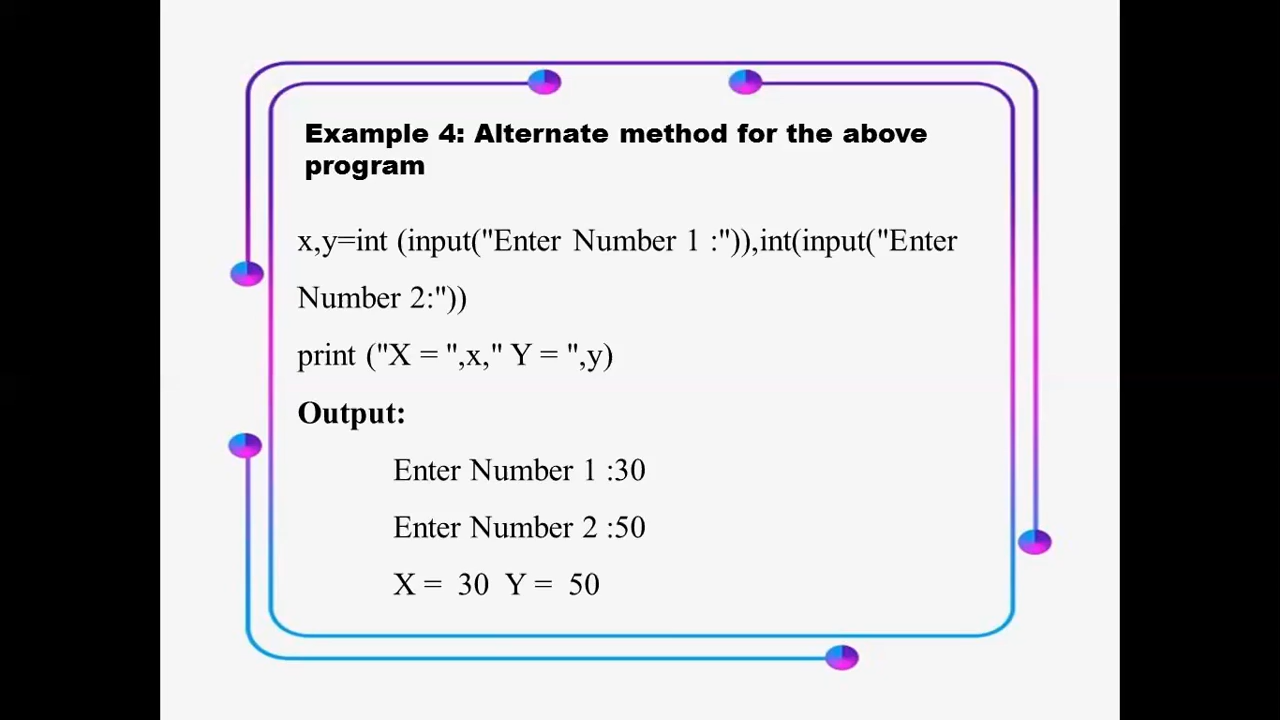 Example 4: Alternate method for the above
program
x,y=int (input("Enter Number 1 :")),int(input("Enter
Number 2:"))
print ("X = ",x," Y = ",y)
Output:
Enter Number 1 :30
Enter Number 2 :50
X =  30  Y =  50